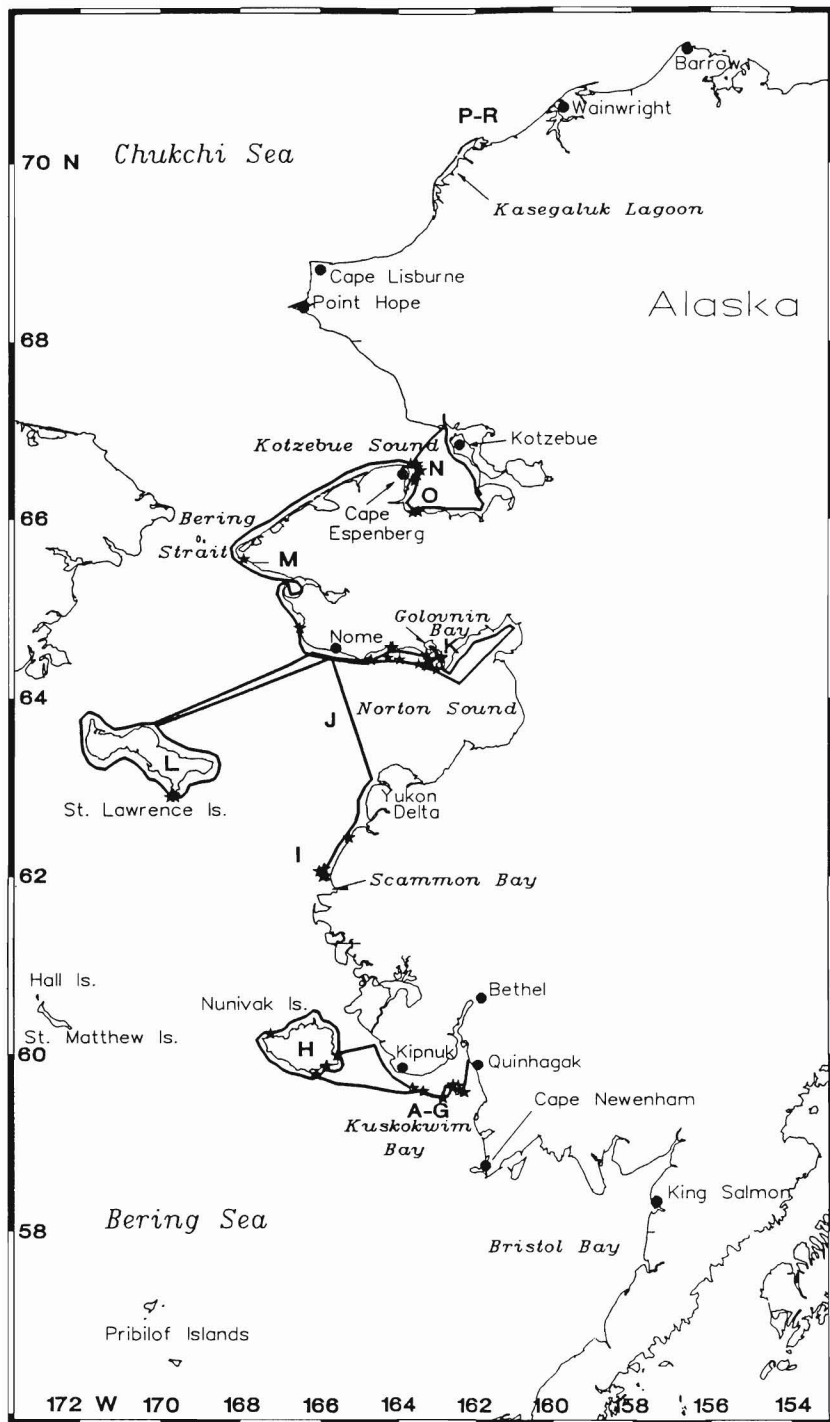 Barrow
Wainwright
P-R
70 N
Chukchi Sea
Kasegaluk Lagoon
Cape Lisburne
Point Hope
Alaska
68
Kotzebue Sound
Kotzebue
N
O
66
Cape
Espenberg
Bering
Strait
M
Golovnin
Bay
K
Nome
64
Norton Sound
J
L
St. Lawrence Is.
Yukon
Delta
I
62
Scammon Bay
Hall Is.
St. Matthew Is.
Nunivak Is.
Bethel
60
H
Kipnuk
Quinhagak
A-G
Kuskokwim
Bay
Cape Newenham
King Salmon
58
Bering Sea
Bristol Bay
Pribilof Islands
172 W 170 168 166 164 162 160 158 156 154